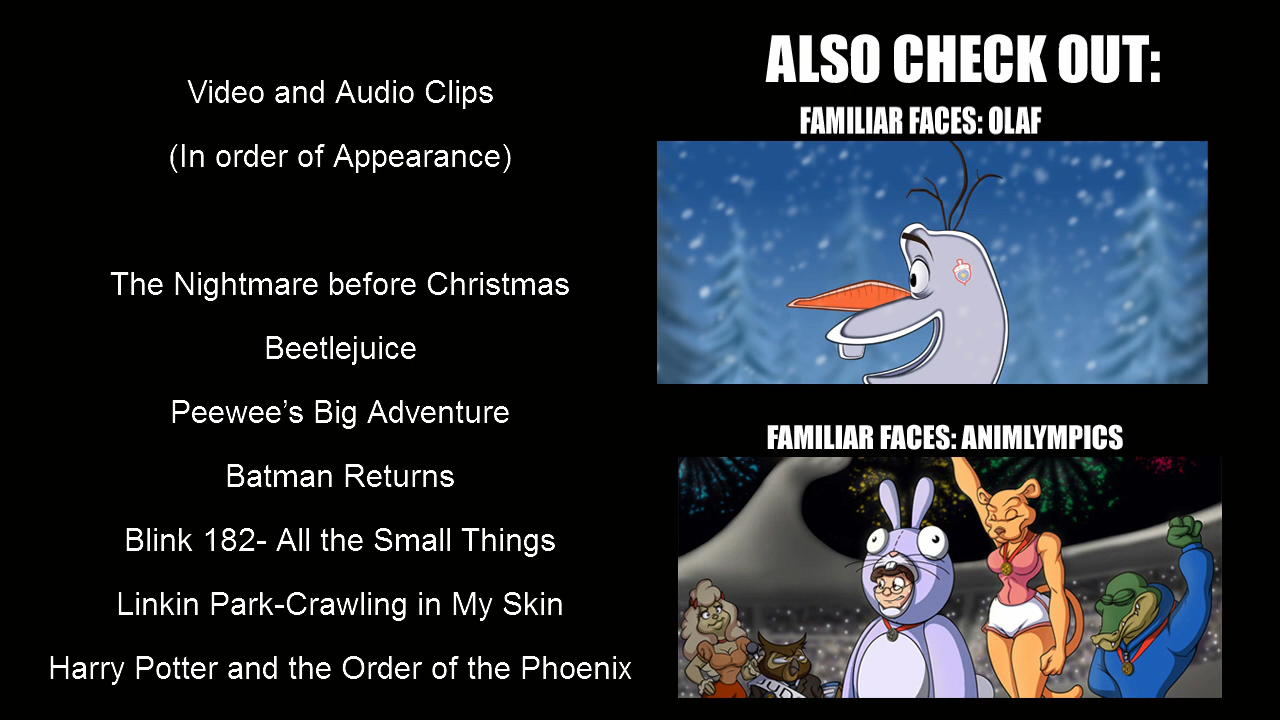 Video and Audio Clips
(In order of Appearance)
The Nightmare before Christmas
Beetlejuice
Peewee’s Big Adventure
Batman Returns
Blink 182- All the Small Things
Linkin Park-Crawling in My Skin
Harry Potter and the Order of the Phoenix
ALSO CHECK OUT:
FAMILIAR FACES: OLAF
FAMILIAR FACES: ANIMLYMPICS